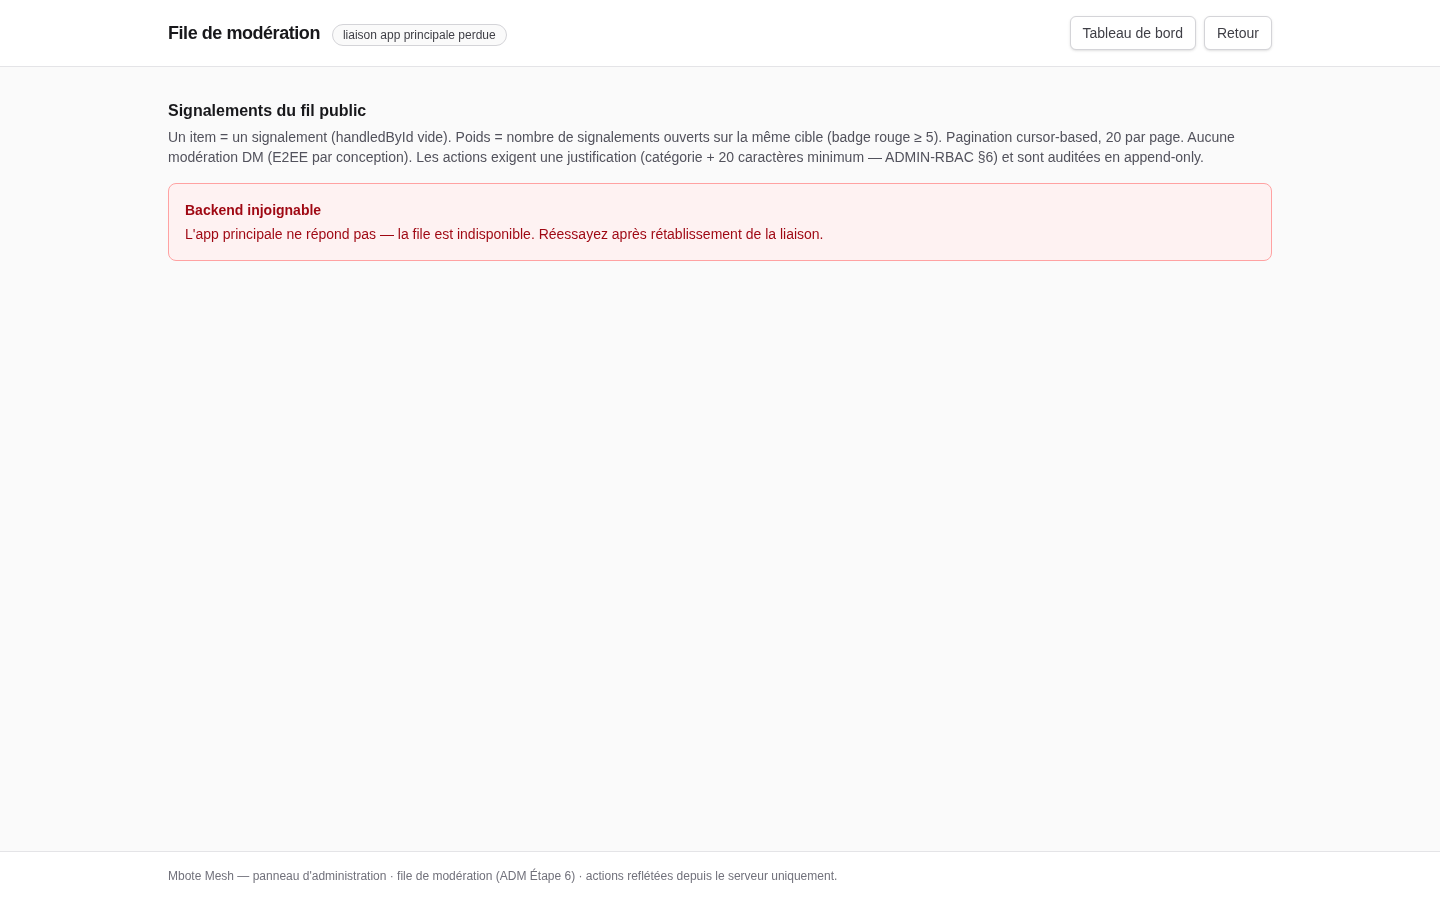 File de modération
liaison app principale perdue
Tableau de bord
Retour
Signalements du fil public
Un item = un signalement (handledById vide). Poids = nombre de signalements ouverts sur la même cible (badge rouge ≥ 5). Pagination cursor-based, 20 par page. Aucune
modération DM (E2EE par conception). Les actions exigent une justification (catégorie + 20 caractères minimum — ADMIN-RBAC §6) et sont auditées en append-only.
Backend injoignable
L'app principale ne répond pas — la file est indisponible. Réessayez après rétablissement de la liaison.
Mbote Mesh — panneau d'administration · file de modération (ADM Étape 6) · actions reflétées depuis le serveur uniquement.